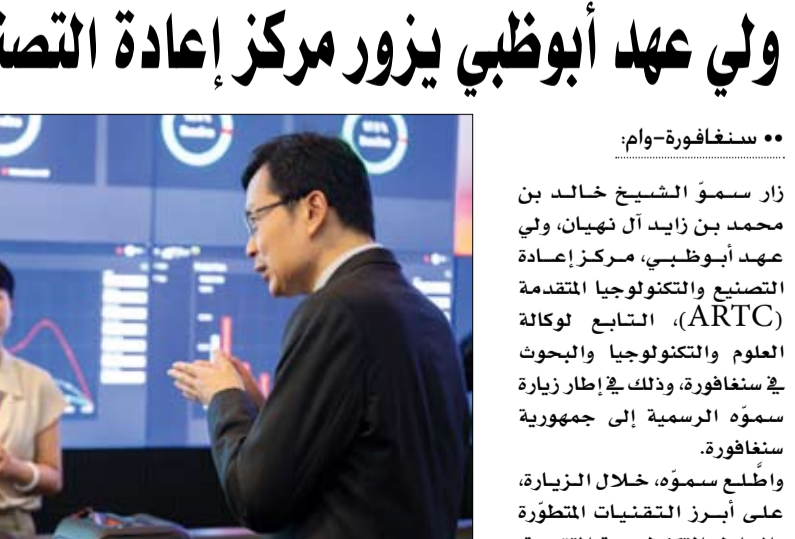 ولي عهد أبوظبي يزور مركز إعادة
•• سنغافورة-وام:
زار سموّ الشيخ خالد بن
محمد بن زايد آل نهيان، ولي
عهد أبوظبي، مركز إعادة
التصنيع والتكنولوجيا المتقدمة
(ARTC)، التابع لوكالة
العلوم والتكنولوجيا والبحوث
في سنغافورة، وذلك في إطار زيارة
سموّه الرسمية إلى جمهورية
سنغافورة.
واطَّلع سموّه، خلال الزيارة،
على أبرز التقنيات المتطوّرة